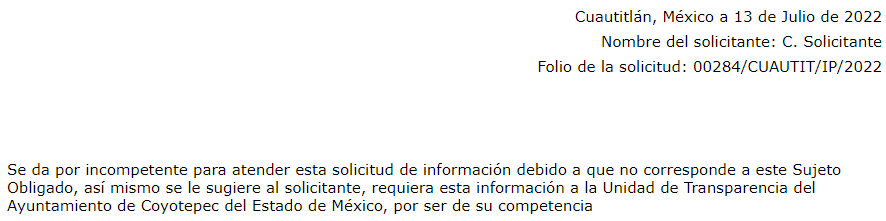 Cuautitlán, México a 13 de Julio de 2022
Nombre del solicitante: C. Solicitante
Folio de la solicitud: 00284/CUAUTIT/IP/2022
Se da por incompetente para atender esta solicitud de información debido a que no corresponde a este Sujeto
Obligado, así mismo se le sugiere al solicitante, requiera esta información a la Unidad de Transparencia del
Ayuntamiento de Coyotepec del Estado de México, por ser de su competencia